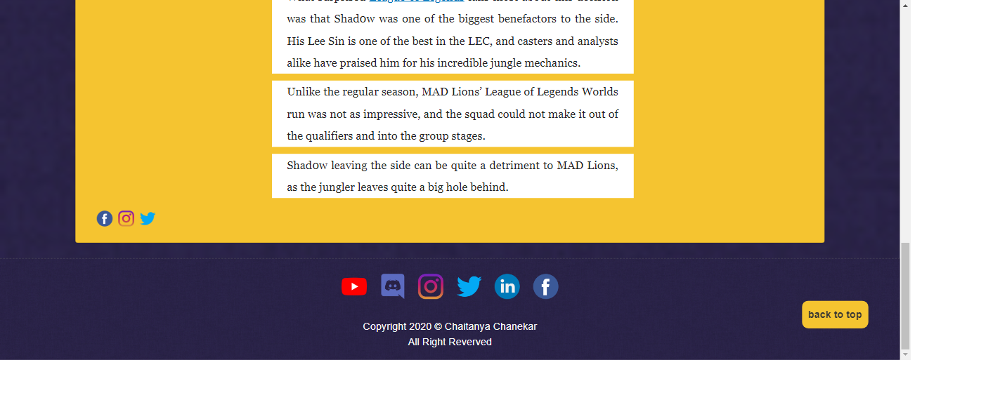 was that Shad0w was one of the biggest benefactors to the side.
His Lee Sin is one of the best in the LEC, and casters and analysts
alike have praised him for his incredible jungle mechanics.
Unlike the regular season, MAD Lions’ League of Legends Worlds
run was not as impressive, and the squad could not make it out of
the qualifiers and into the group stages.
Shad0w leaving the side can be quite a detriment to MAD Lions,
as the jungler leaves quite a big hole behind.
back to top
Copyright 2020 © Chaitanya Chanekar
All Right Reverved